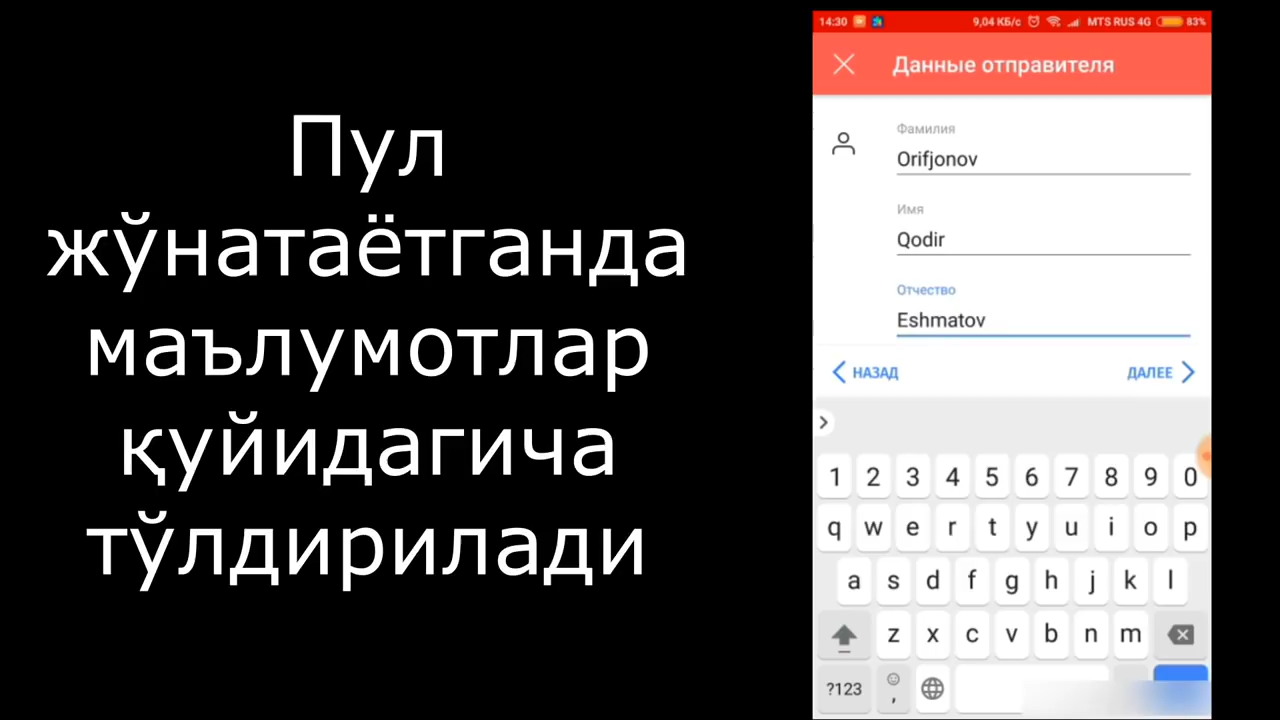 Пул
жўнатаётганда
маълумотлар
қуйидагича
тўлдирилади
14:30 9,04 КБ/с MTS RUS 4G 83%
Данные отправителя
Фамилия
Orifjonov
Имя
Qodir
Отчество
Eshmatov
НАЗАД ДАЛЕЕ
1 2 3 4 5 6 7 8 9 0
q w e r t y u i o p
a s d f g h j k l
z x c v b n m
?123 ,